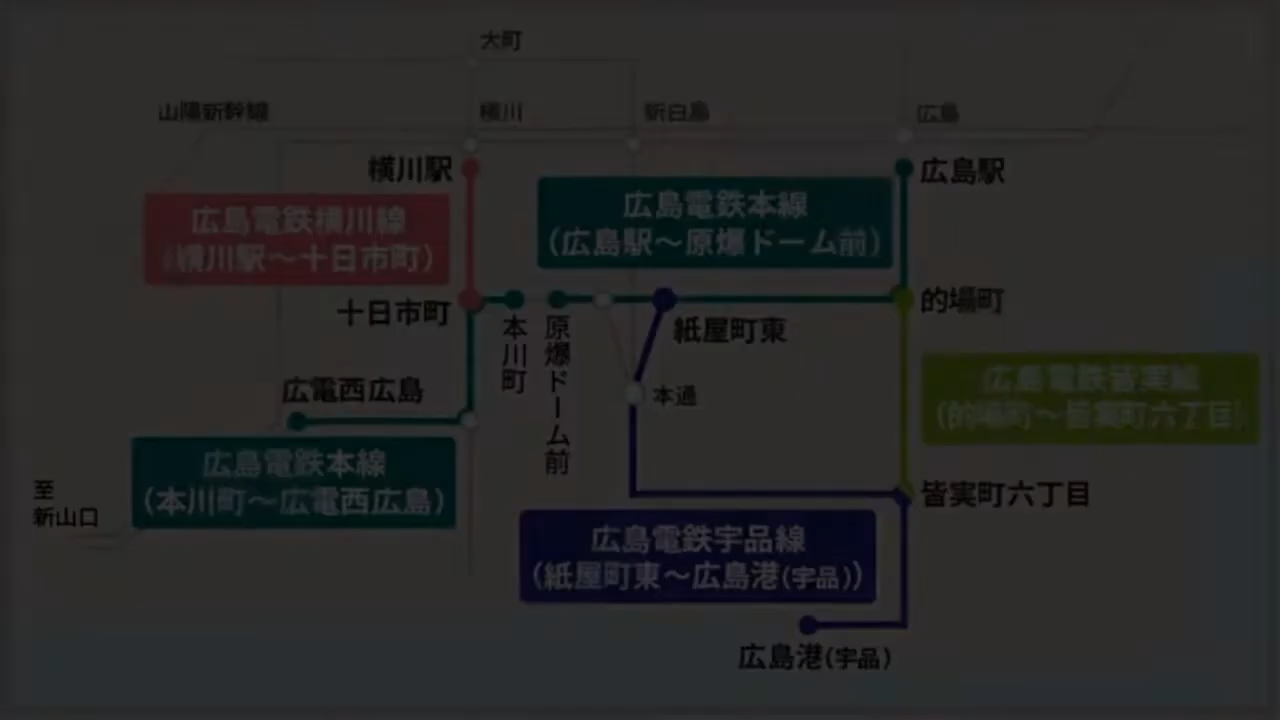 大町
山陽新幹線
横川
新白島
広島
横川駅
広島駅
広島電鉄横川線
(横川駅～十日市町)
広島電鉄本線
(広島駅～原爆ドーム前)
十日市町
本川町
原爆ドーム前
紙屋町東
的場町
広電西広島
本通
広島電鉄皆実線
(的場町～皆実町六丁目)
広島電鉄本線
(本川町～広電西広島)
至
新山口
皆実町六丁目
広島電鉄宇品線
(紙屋町東～広島港(宇品))
広島港(宇品)